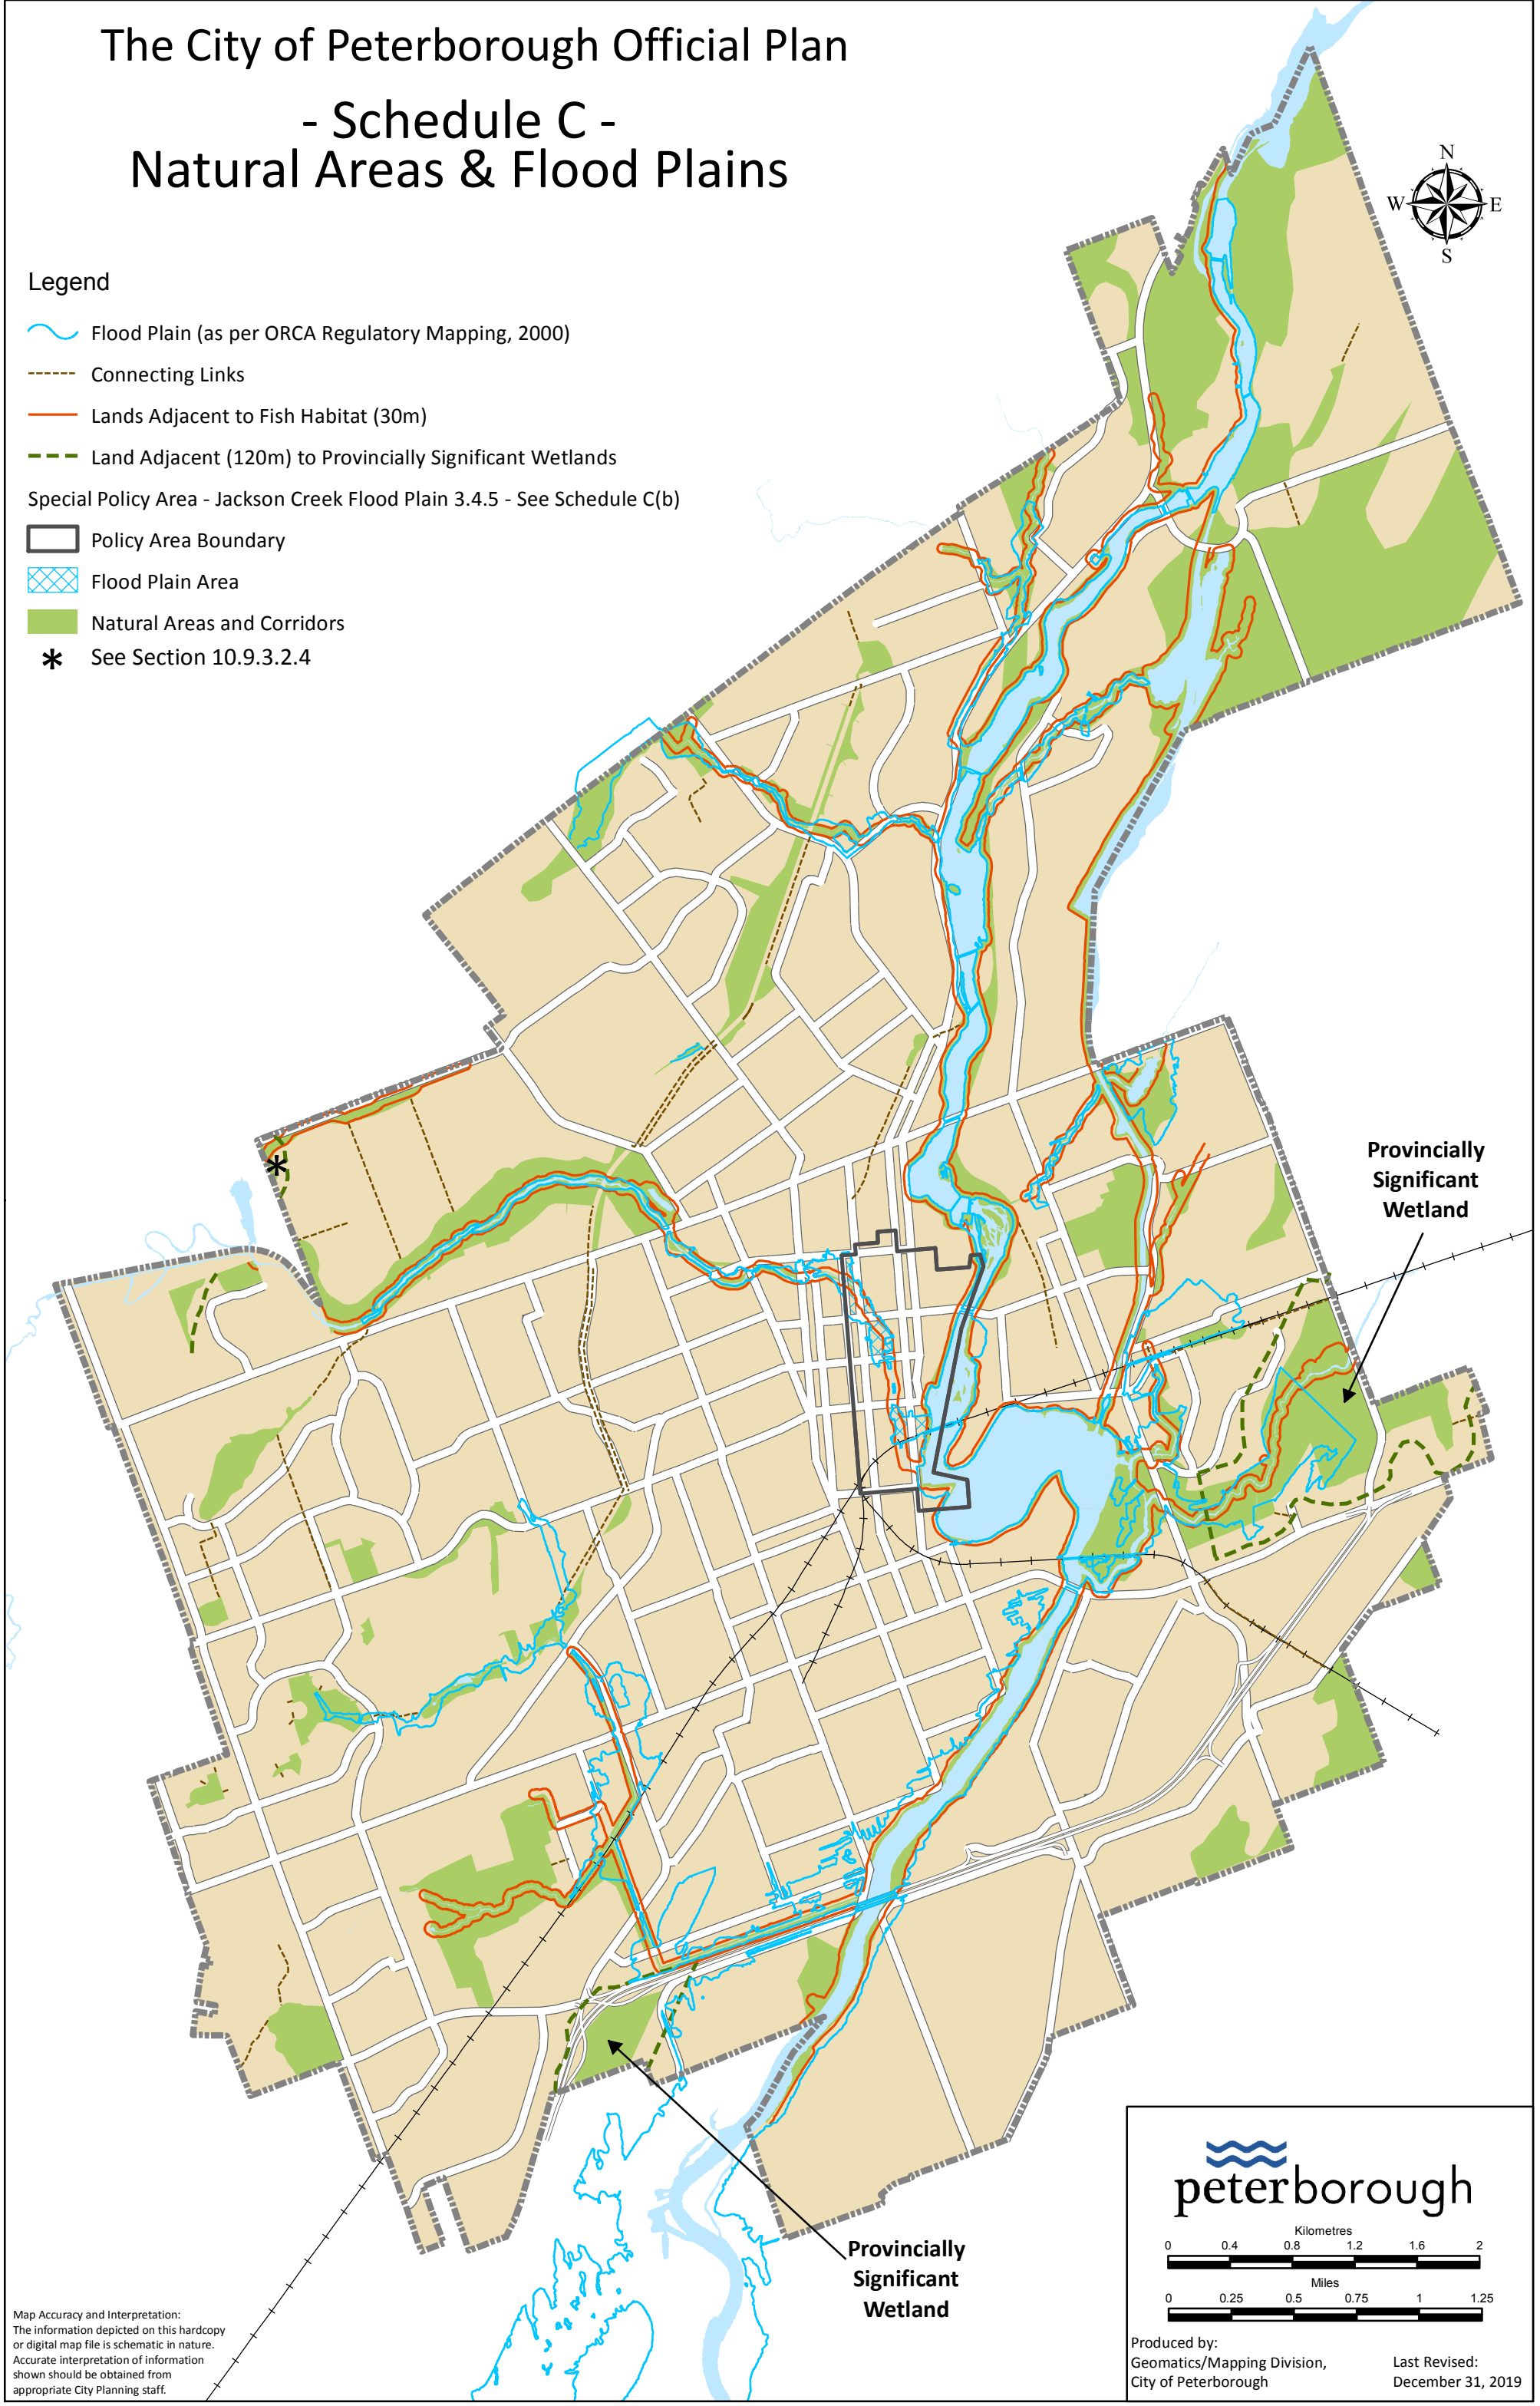 The City of Peterborough Official Plan
- Schedule C -
Natural Areas & Flood Plains
N
W
E
S
Legend
Flood Plain (as per ORCA Regulatory Mapping, 2000)
Connecting Links
Lands Adjacent to Fish Habitat (30m)
Land Adjacent (120m) to Provincially Significant Wetlands
Special Policy Area - Jackson Creek Flood Plain 3.4.5 - See Schedule C(b)
Policy Area Boundary
Flood Plain Area
Natural Areas and Corridors
* See Section 10.9.3.2.4
*
Provincially
Significant
Wetland
Provincially
Significant
Wetland
peterborough
Kilometres
0 0.4 0.8 1.2 1.6 2
Miles
0 0.25 0.5 0.75 1 1.25
Produced by:
Geomatics/Mapping Division,
City of Peterborough
Last Revised:
December 31, 2019
Map Accuracy and Interpretation:
The information depicted on this hardcopy
or digital map file is schematic in nature.
Accurate interpretation of information
shown should be obtained from
appropriate City Planning staff.